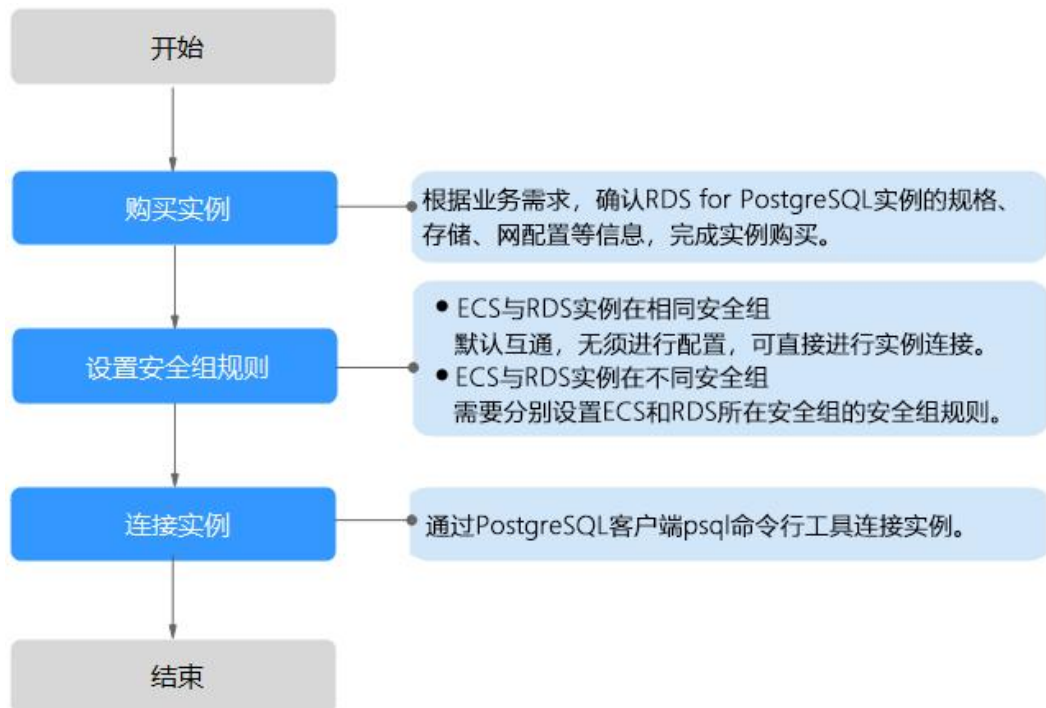 开始
购买实例
根据业务需求，确认RDS for PostgreSQL实例的规格、
存储、网配置等信息，完成实例购买。
设置安全组规则
● ECS与RDS实例在相同安全组
默认互通，无须进行配置，可直接进行实例连接。
● ECS与RDS实例在不同安全组
需要分别设置ECS和RDS所在安全组的安全组规则。
连接实例
通过PostgreSQL客户端psql命令行工具连接实例。
结束